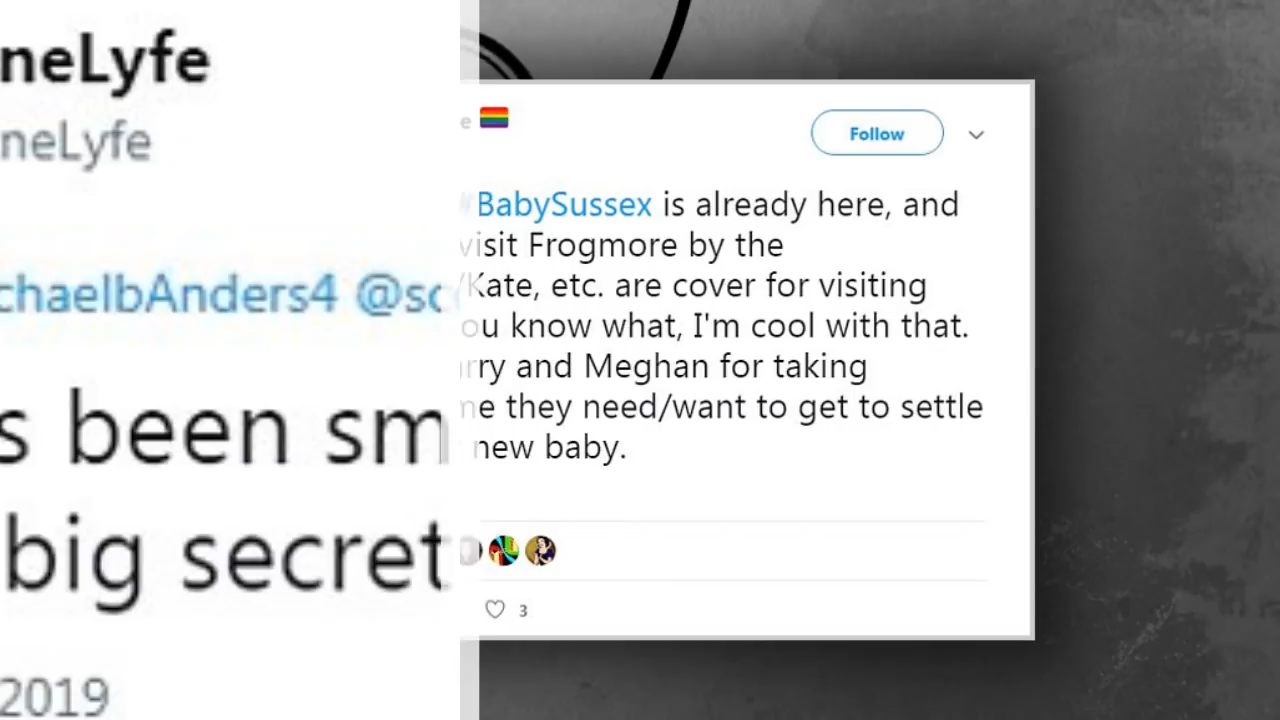 neLyfe
neLyfe
chaelbAnders4 @sc
s been sm
big secret
2019
e
Follow
#BabySussex is already here, and
visit Frogmore by the
/Kate, etc. are cover for visiting
ou know what, I'm cool with that.
rry and Meghan for taking
me they need/want to get to settle
new baby.
3